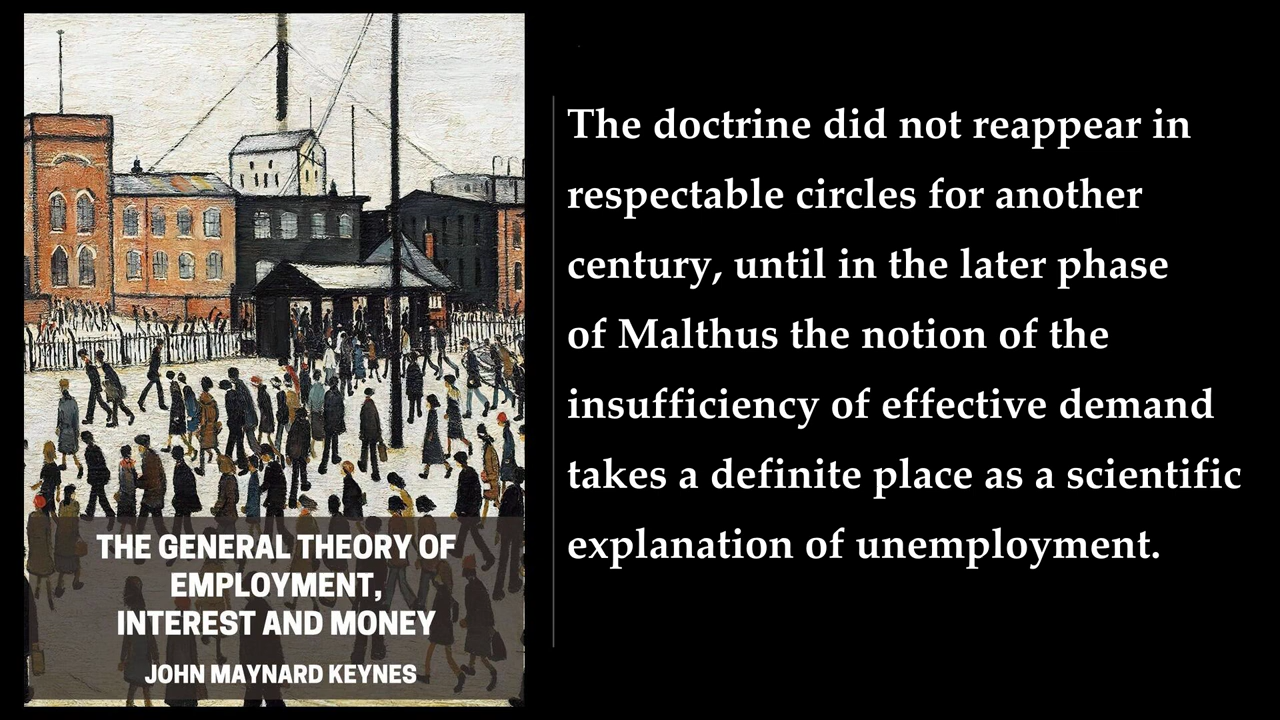 The doctrine did not reappear in
respectable circles for another
century, until in the later phase
of Malthus the notion of the
insufficiency of effective demand
takes a definite place as a scientific
explanation of unemployment.
THE GENERAL THEORY OF
EMPLOYMENT,
INTEREST AND MONEY
JOHN MAYNARD KEYNES